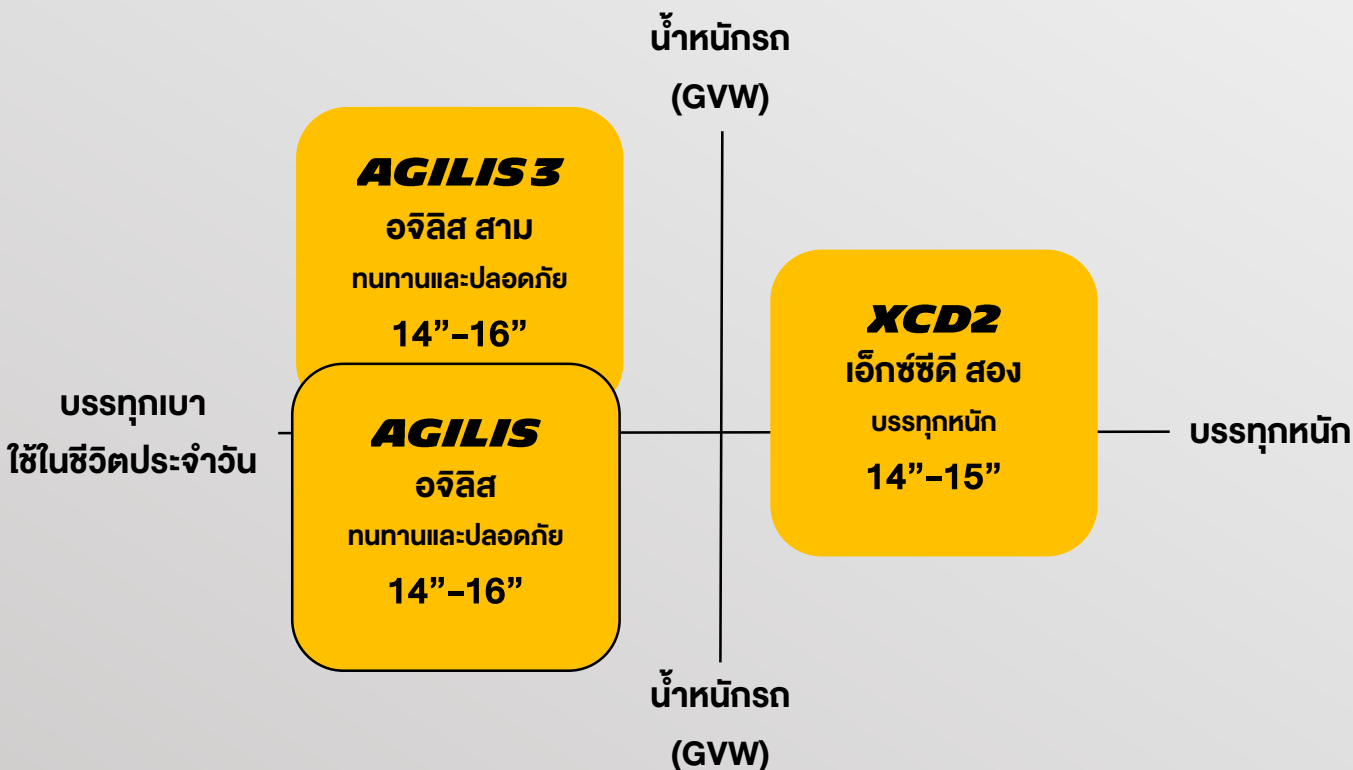 น้ำหนักรถ
(GVW)
AGILIS 3
อจิลิส สาม
ทนทานและปลอดภัย
14”-16”
XCD2
เอ็กซ์ซีดี สอง
บรรทุกหนัก
14”-15”
บรรทุกเบา
ใช้ในชีวิตประจำวัน
AGILIS
อจิลิส
ทนทานและปลอดภัย
14”-16”
บรรทุกหนัก
น้ำหนักรถ
(GVW)